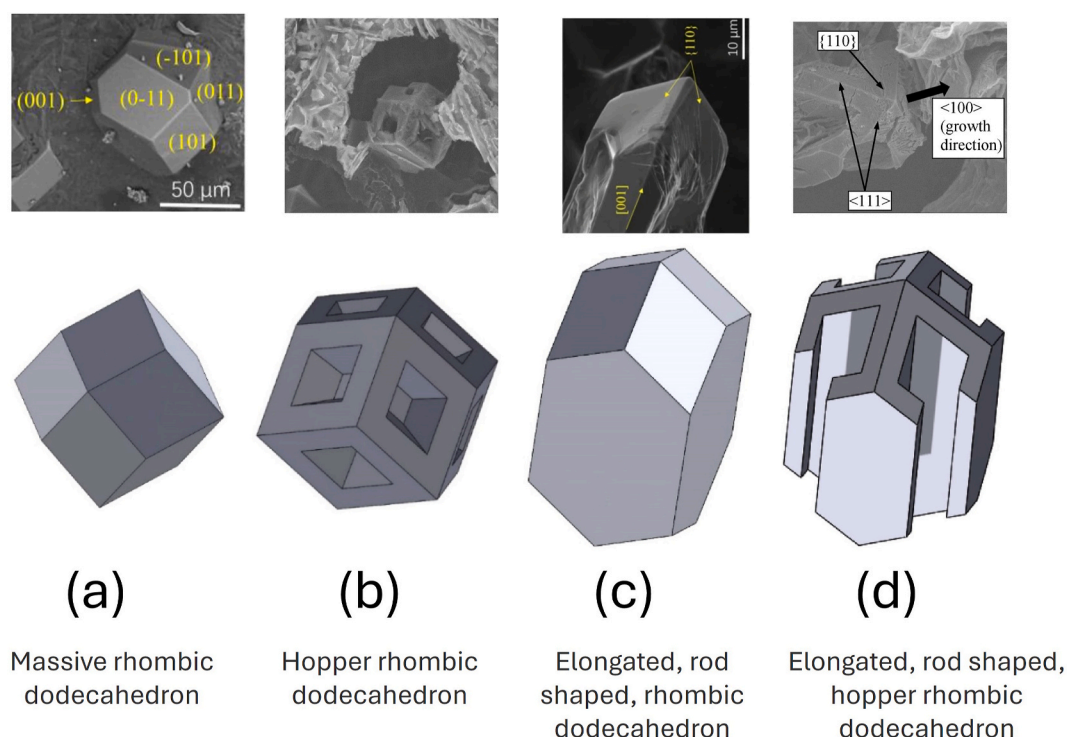 (-101)
(001)
(0-11)
(011)
(101)
50 μm
{110}
10 μm
[001]
{110}
<100>
(growth
direction)
<111>
(a)
(b)
(c)
(d)
Massive rhombic
dodecahedron
Hopper rhombic
dodecahedron
Elongated, rod
shaped, rhombic
dodecahedron
Elongated, rod shaped,
hopper rhombic
dodecahedron